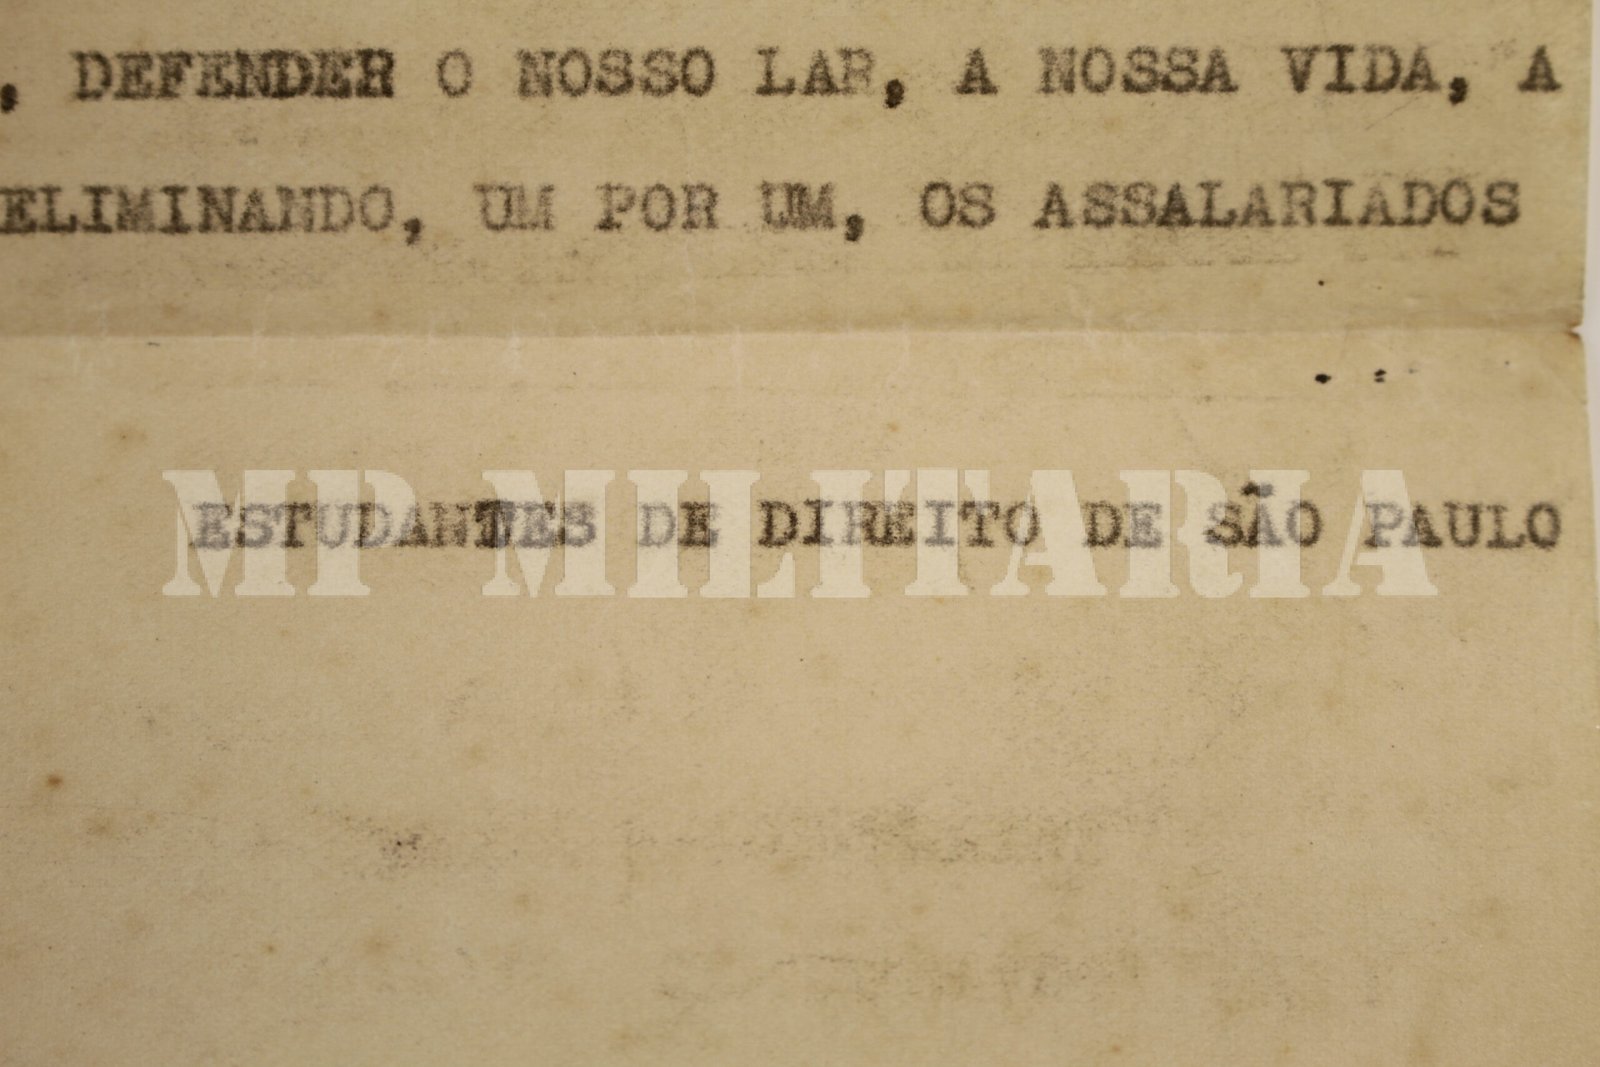 , DEFENDER O NOSSO LAR, A NOSSA VIDA, A
ELIMINANDO, UM POR UM, OS ASSALARIADOS
ESTUDANTES DE DIREITO DE SÃO PAULO
MP MILITARIA